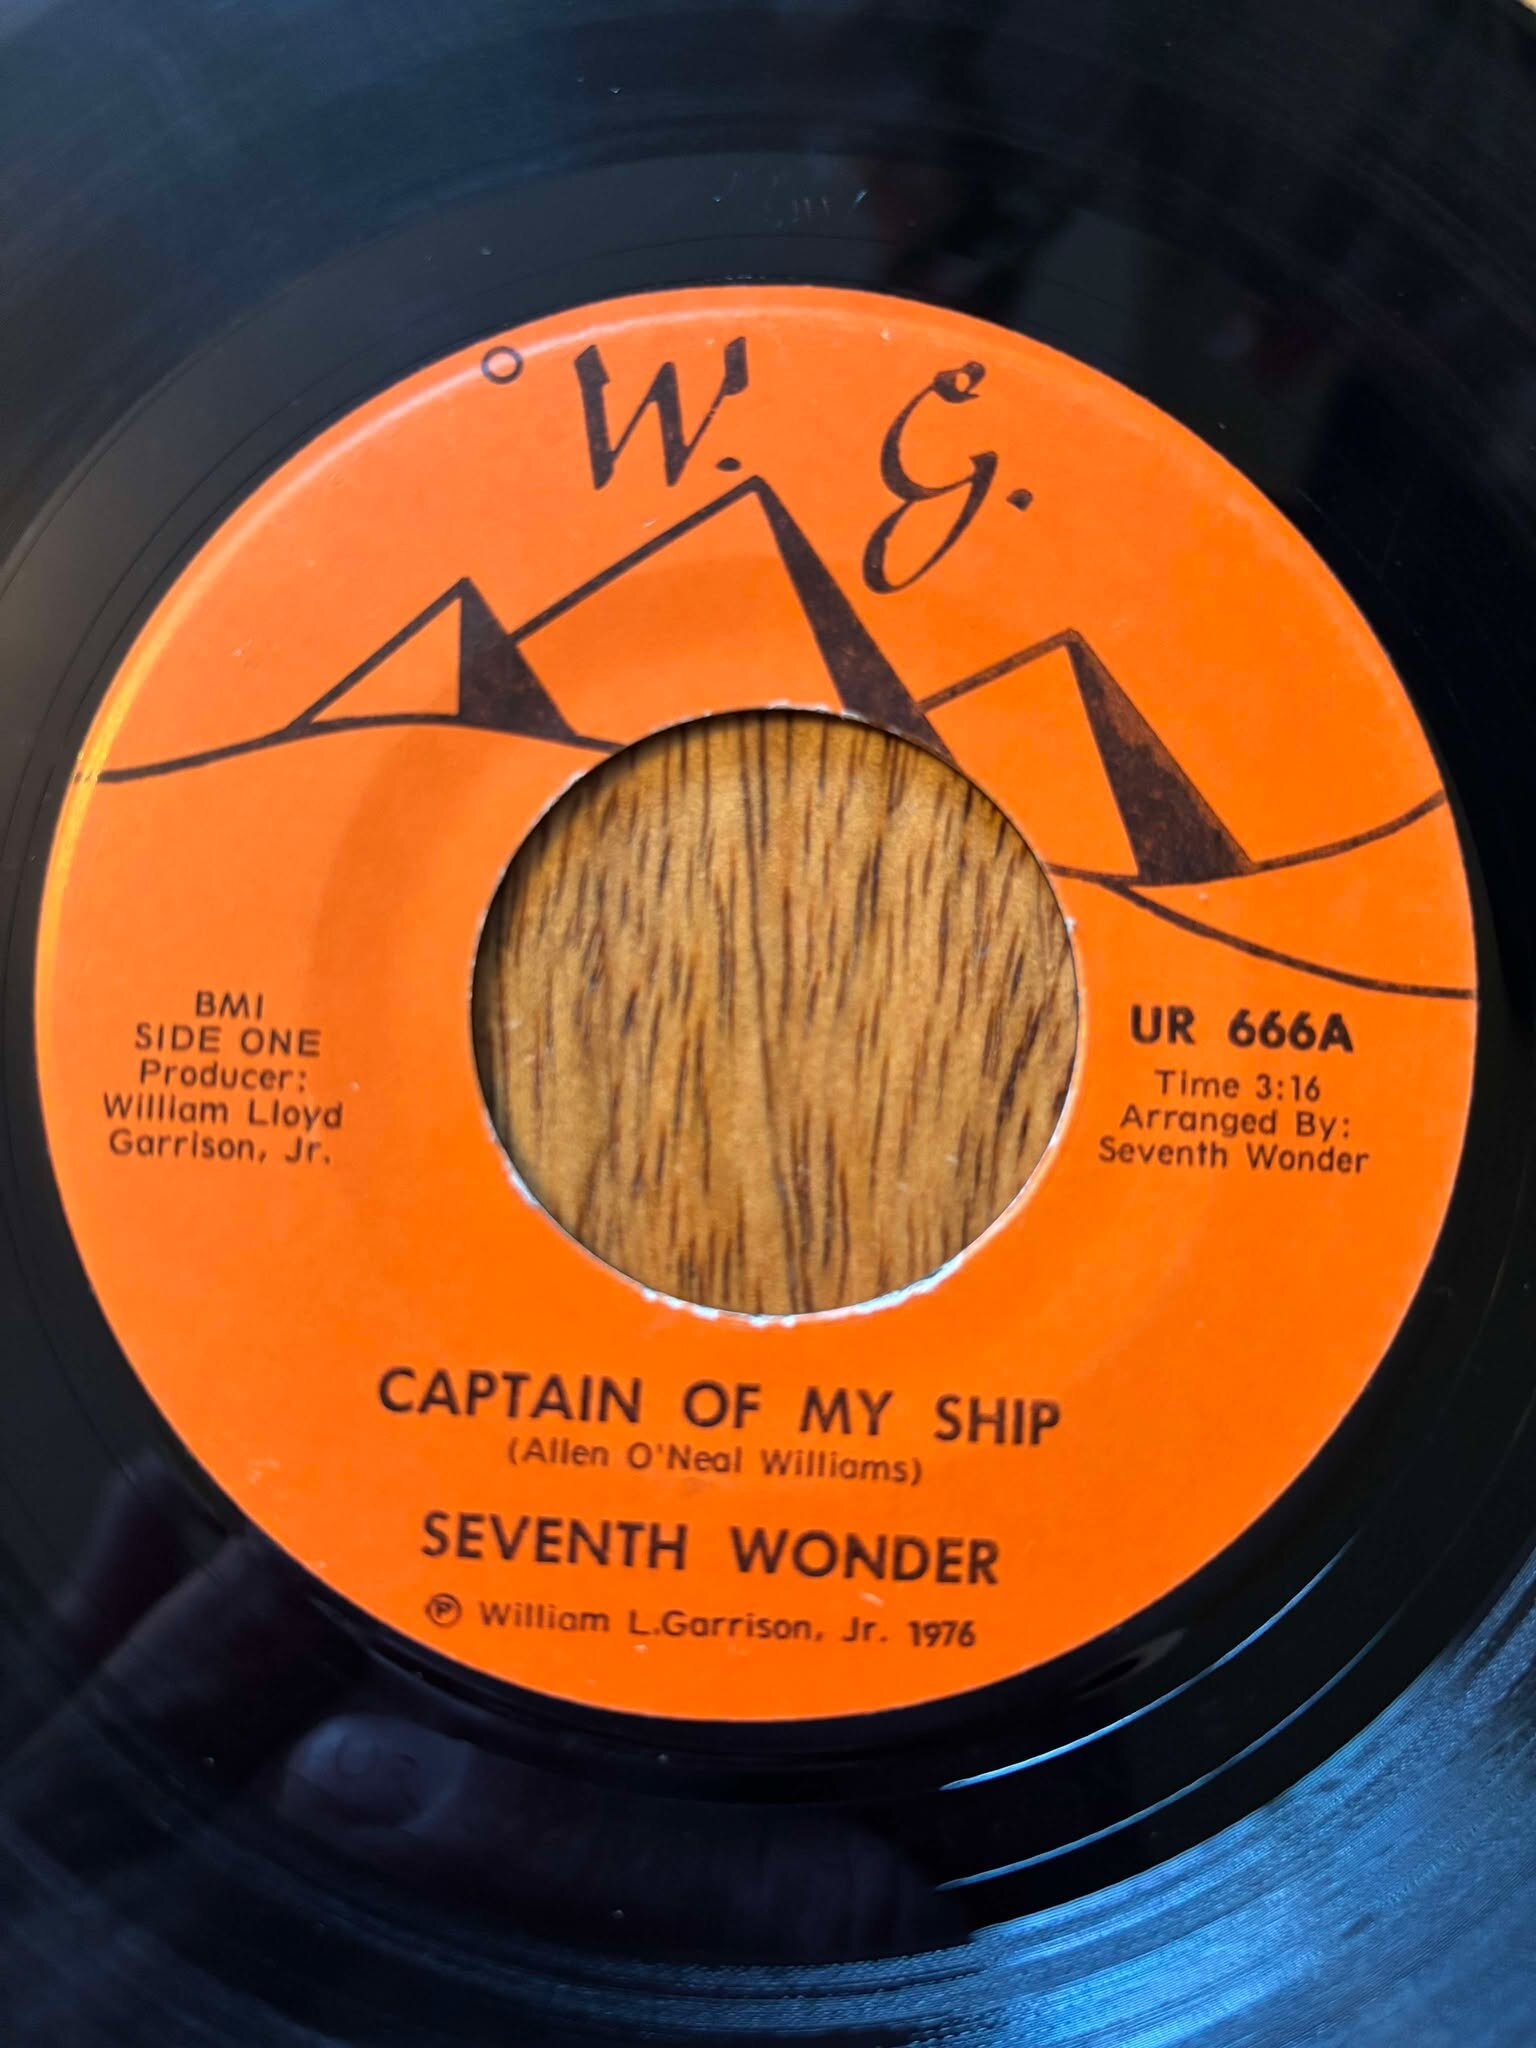 W. G.
BMI
SIDE ONE
Producer:
William Lloyd
Garrison, Jr.
UR 666A
Time 3:16
Arranged By:
Seventh Wonder
CAPTAIN OF MY SHIP
(Allen O'Neal Williams)
SEVENTH WONDER
Ⓟ William L.Garrison, Jr. 1976